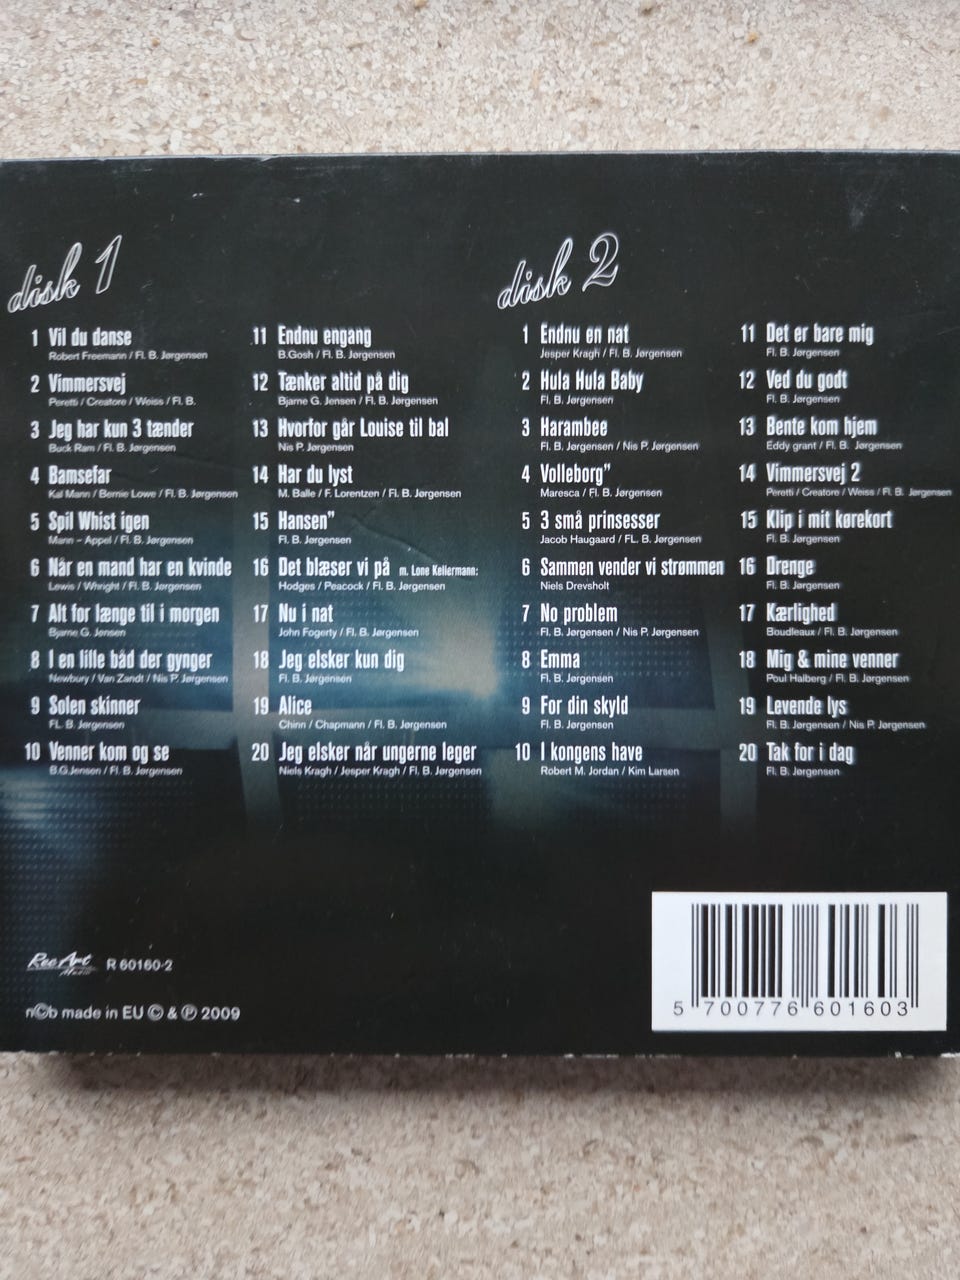 disk 1
1 Vil du danse
Robert Freemann / Fl. B. Jørgensen
2 Vimmersvej
Peretti / Creatore / Weiss / Fl. B.
3 Jeg har kun 3 tænder
Buck Ram / Fl. B. Jørgensen
4 Bamsefar
Kal Mann / Bernie Lowe / Fl. B. Jørgensen
5 Spil Whist igen
Mann - Appel / Fl. B. Jørgensen
6 Når en mand har en kvinde
Lewis / Whright / Fl. B. Jørgensen
7 Alt for længe til i morgen
Bjarne G. Jensen
8 I en lille båd der gynger
Newbury / Van Zandt / Nis P. Jørgensen
9 Solen skinner
FL. B. Jørgensen
10 Venner kom og se
B.G.Jensen / Fl. B. Jørgensen
11 Endnu engang
B.Gosh / Fl. B. Jørgensen
12 Tænker altid på dig
Bjarne G. Jensen / Fl. B. Jørgensen
13 Hvorfor går Louise til bal
Nis P. Jørgensen
14 Har du lyst
M. Balle / F. Lorentzen / Fl. B. Jørgensen
15 Hansen"
Fl. B. Jørgensen
16 Det blæser vi på m. Lone Kellermann:
Hodges / Peacock / Fl. B. Jørgensen
17 Nu i nat
John Fogerty / Fl. B. Jørgensen
18 Jeg elsker kun dig
Fl. B. Jørgensen
19 Alice
Chinn / Chapmann / Fl. B. Jørgensen
20 Jeg elsker når ungerne leger
Niels Kragh / Jesper Kragh / Fl. B. Jørgensen
disk 2
1 Endnu en nat
Jesper Kragh / Fl. B. Jørgensen
2 Hula Hula Baby
Fl. B. Jørgensen
3 Harambee
Fl. B. Jørgensen / Nis P. Jørgensen
4 Volleborg"
Maresca / Fl. B. Jørgensen
5 3 små prinsesser
Jacob Haugaard / FL. B. Jørgensen
6 Sammen vender vi strømmen
Niels Drevsholt
7 No problem
Fl. B. Jørgensen / Nis P. Jørgensen
8 Emma
Fl. B. Jørgensen
9 For din skyld
Fl. B. Jørgensen
10 I kongens have
Robert M. Jordan / Kim Larsen
11 Det er bare mig
Fl. B. Jørgensen
12 Ved du godt
Fl. B. Jørgensen
13 Bente kom hjem
Eddy grant / Fl. B. Jørgensen
14 Vimmersvej 2
Peretti / Creatore / Weiss / Fl. B. Jørgensen
15 Klip i mit kørekort
Fl. B. Jørgensen
16 Drenge
Fl. B. Jørgensen
17 Kærlighed
Boudleaux / Fl. B. Jørgensen
18 Mig & mine venner
Poul Halberg / Fl. B. Jørgensen
19 Levende lys
Fl. B. Jørgensen / Nis P. Jørgensen
20 Tak for i dag
Fl. B. Jørgensen
RecArt Music R 60160-2
n©b made in EU © & ℗ 2009
5 700776 601603